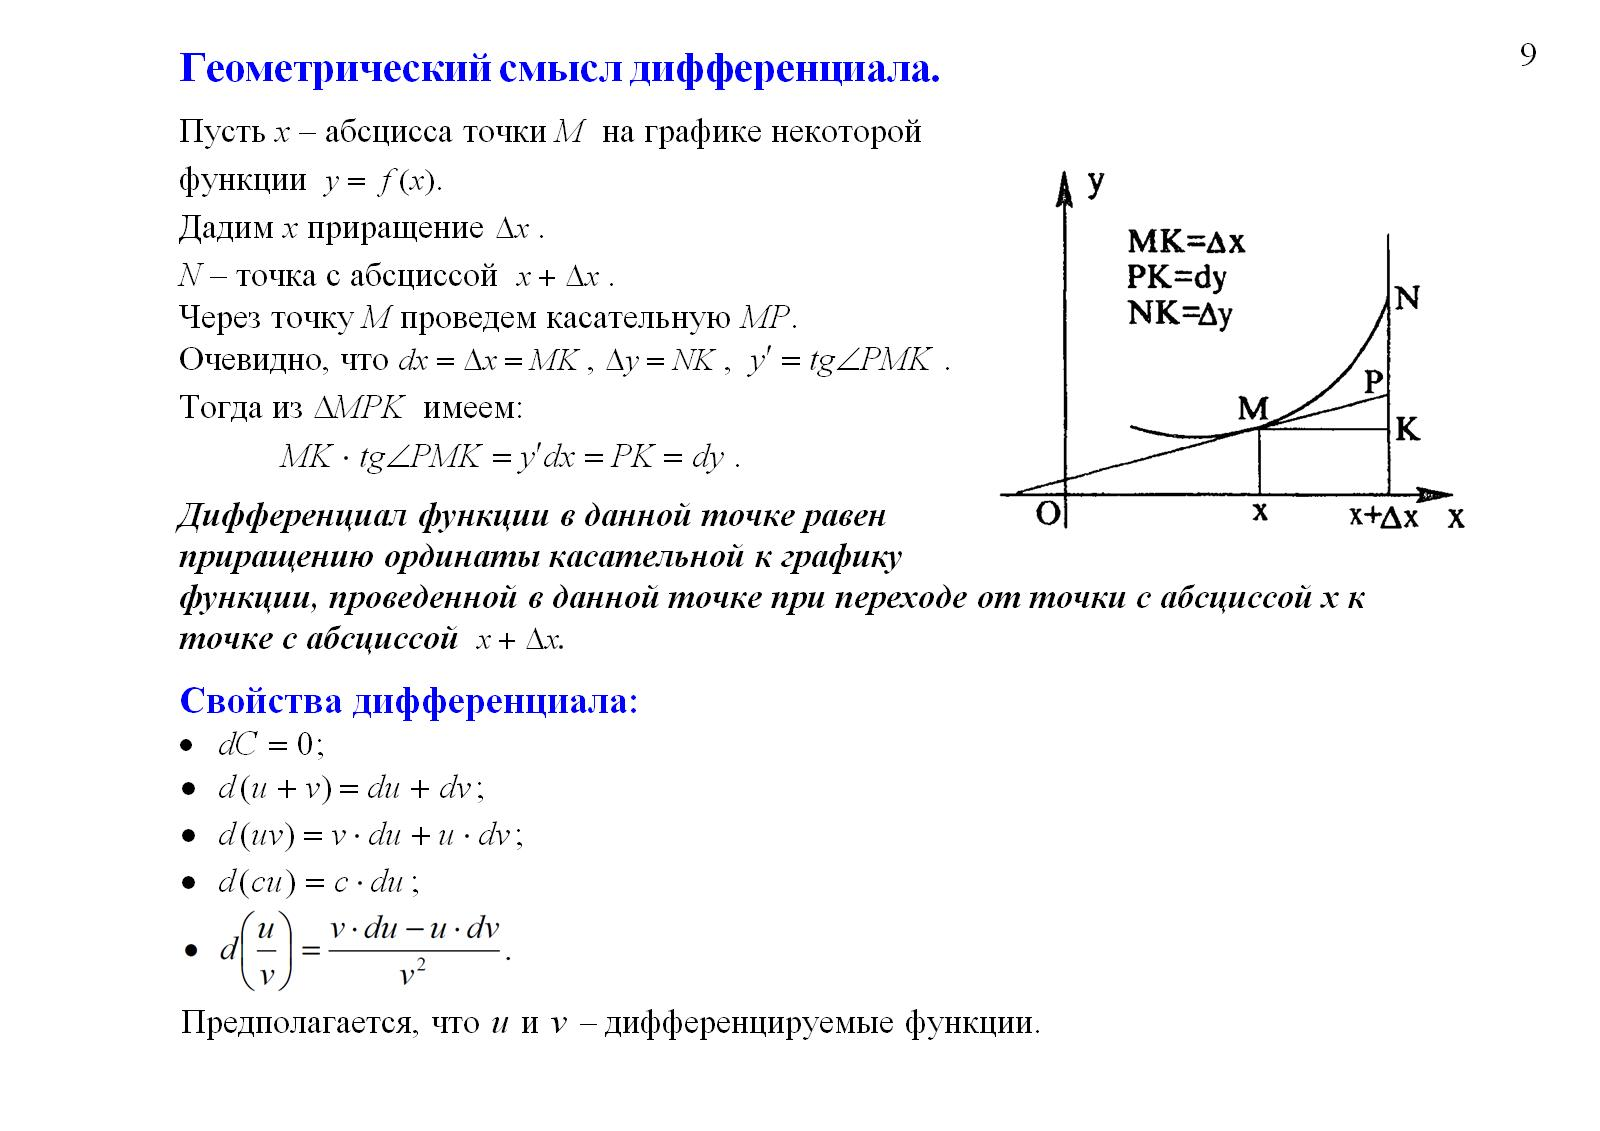 Геометрический смысл дифференциала.
9
Пусть x – абсцисса точки M на графике некоторой
функции y = f(x).
Дадим x приращение Δx .
N – точка с абсциссой x + Δx .
Через точку M проведем касательную MP.
Очевидно, что dx = Δx = MK , Δy = NK , y′ = tg∠PMK .
Тогда из ΔMPK имеем:
MK · tg∠PMK = y′dx = PK = dy .
Дифференциал функции в данной точке равен
приращению ординаты касательной к графику
функции, проведенной в данной точке при переходе от точки с абсциссой x к
точке с абсциссой x + Δx.
y
MK=Δx
PK=dy
NK=Δy
N
P
M
K
O
x
x+Δx
x
Свойства дифференциала:
• dC = 0;
• d(u + v) = du + dv;
• d(uv) = v · du + u · dv;
• d(cu) = c · du;
• d(u/v) = (v · du − u · dv)/v².
Предполагается, что u и v – дифференцируемые функции.